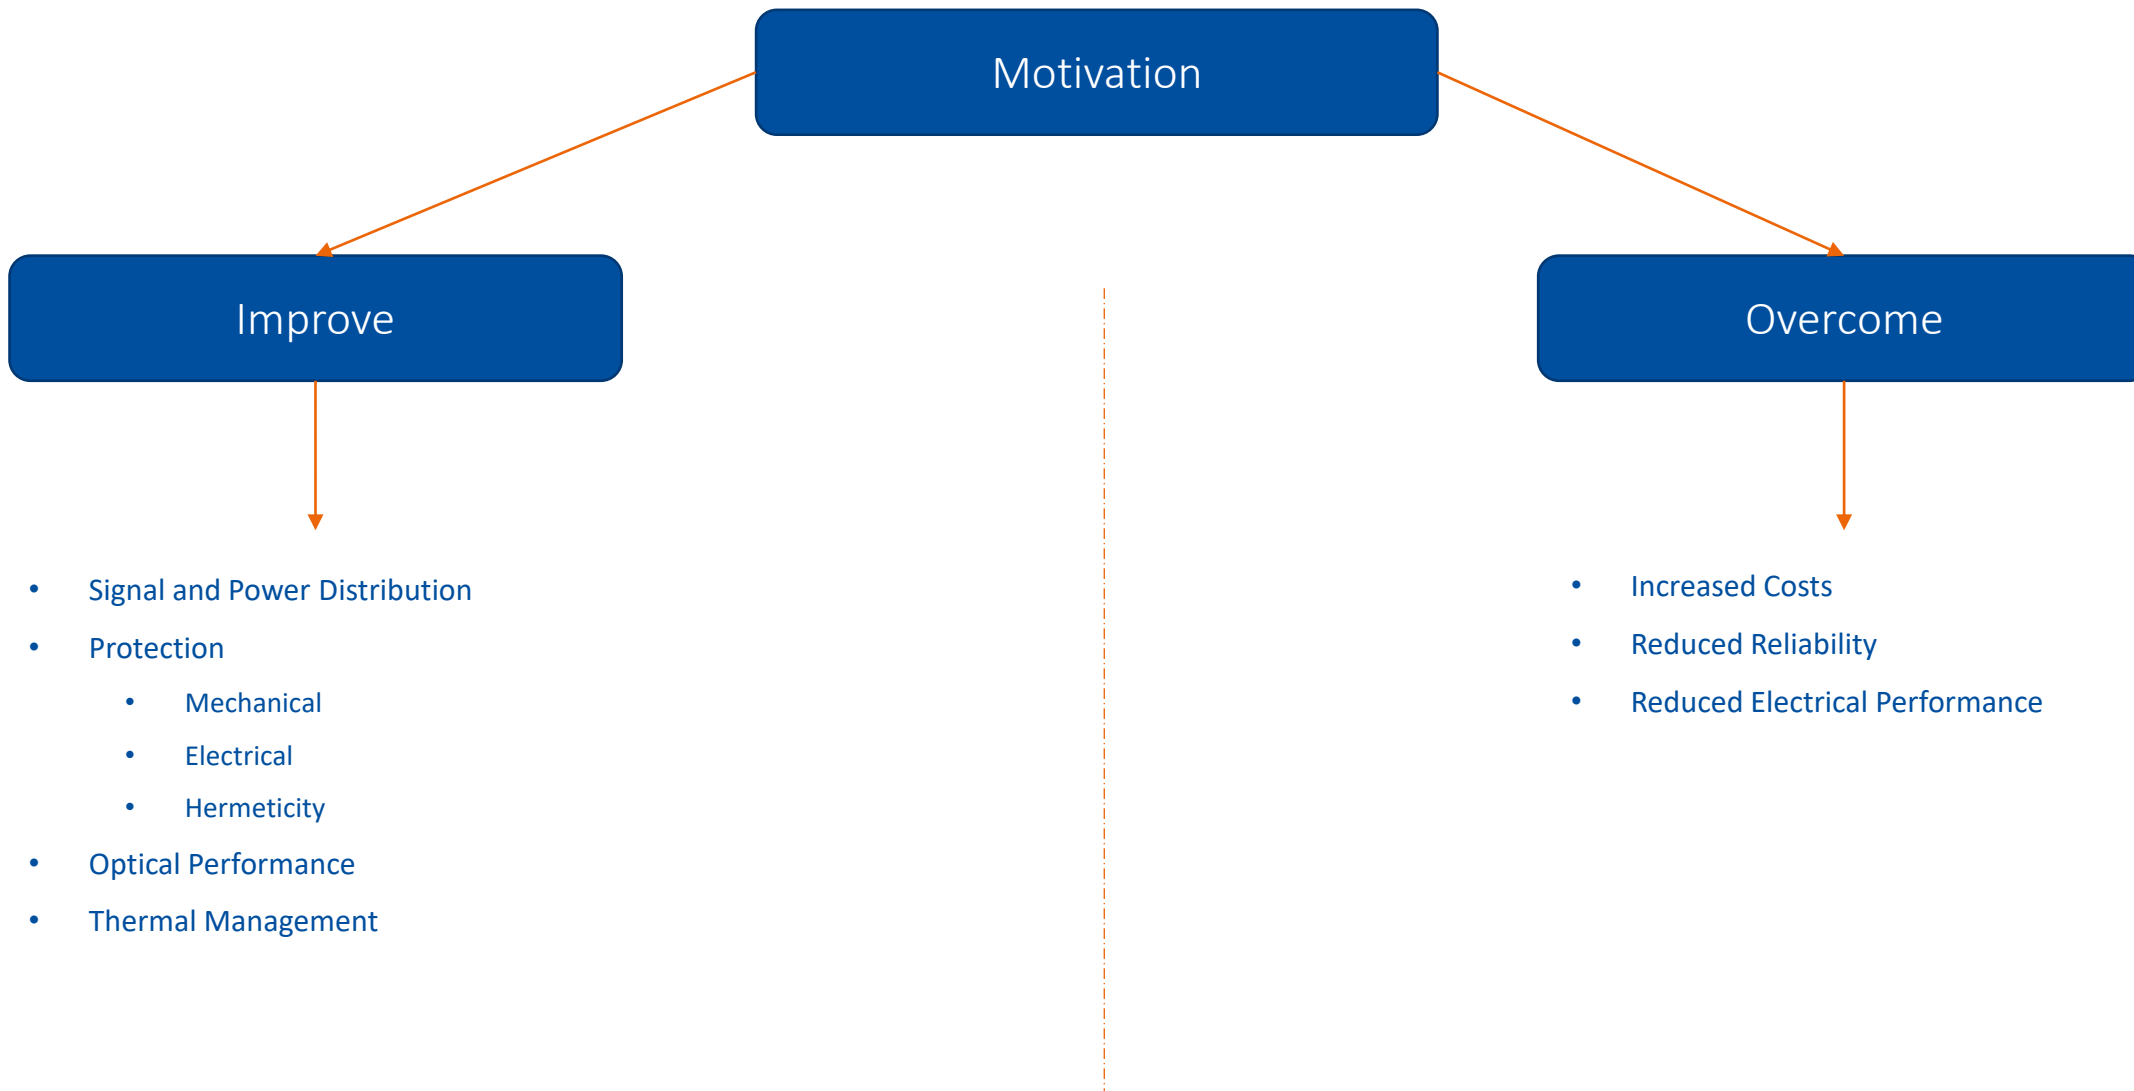 Motivation
Improve
Overcome
• Signal and Power Distribution
• Protection
• Mechanical
• Electrical
• Hermeticity
• Optical Performance
• Thermal Management
• Increased Costs
• Reduced Reliability
• Reduced Electrical Performance